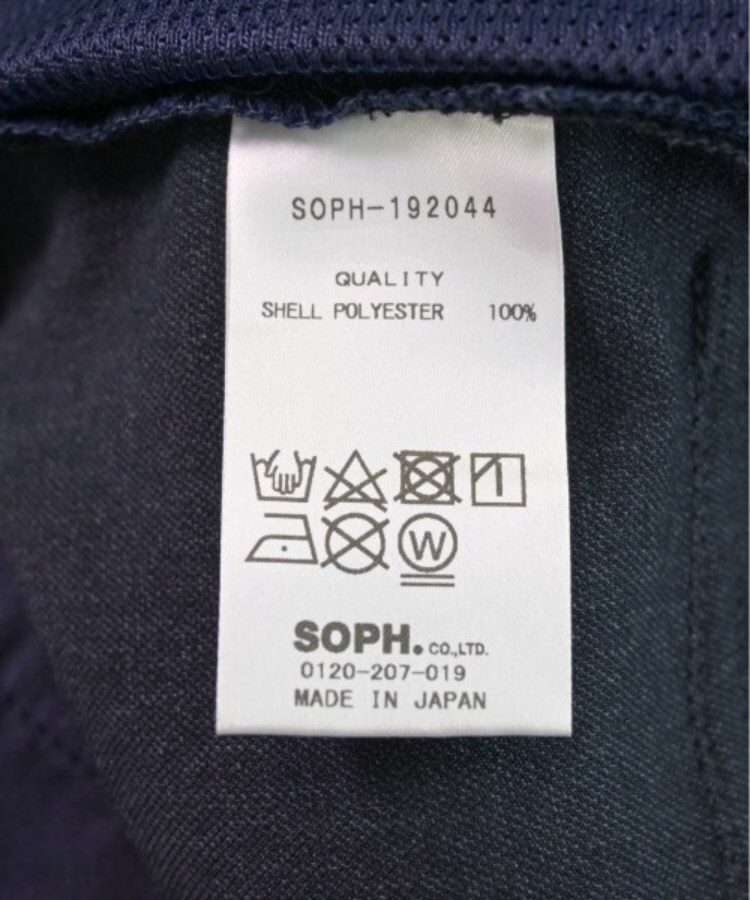 SOPH-192044
QUALITY
SHELL POLYESTER 100%
W
SOPH. CO.,LTD.
0120-207-019
MADE IN JAPAN